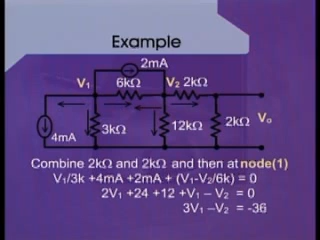 Example
2mA
V₁ 6kΩ V₂ 2kΩ
3kΩ 12kΩ 2kΩ Vₒ
4mA
Combine 2kΩ and 2kΩ and then at node(1)
V₁/3k +4mA +2mA + (V₁-V₂/6k) = 0
2V₁ +24 +12 +V₁ – V₂ = 0
3V₁ –V₂ = -36